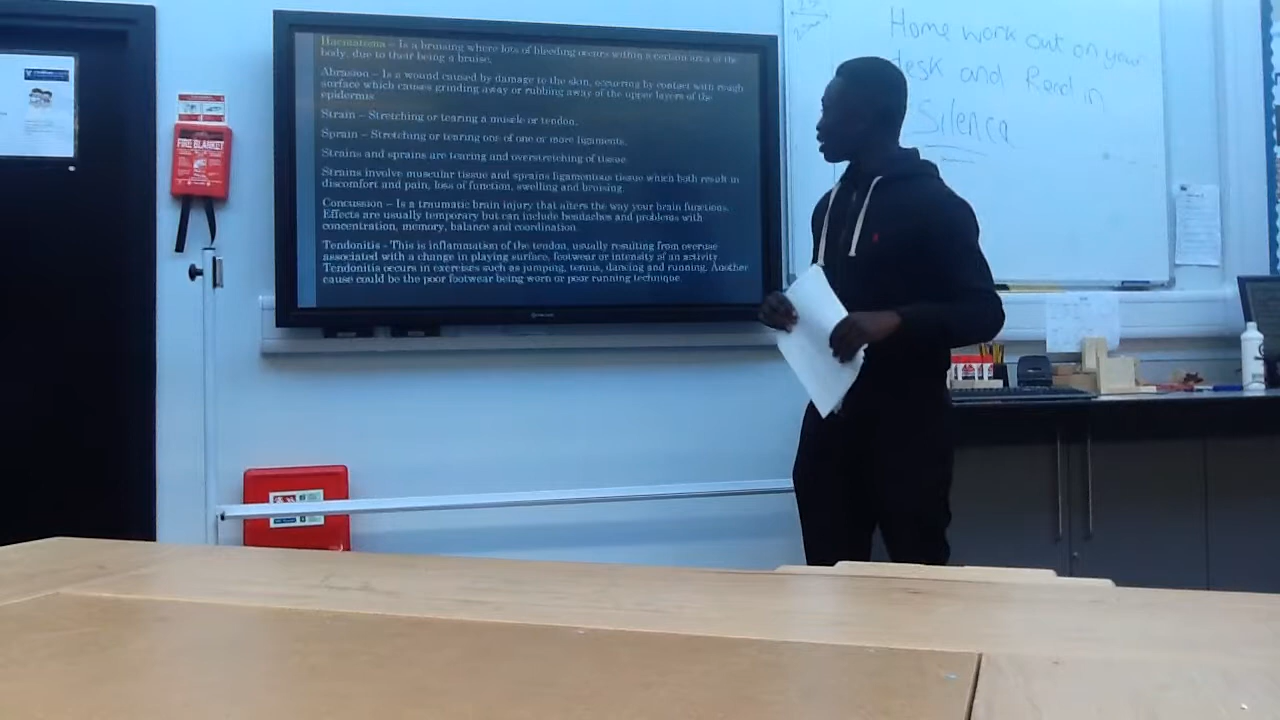 Haematoma – Is a bruising where lots of bleeding occurs within a certain area of the
body, due to their being a bruise.
Abrasion – Is a wound caused by damage to the skin, occurring by contact with rough
surface which causes grinding away or rubbing away of the upper layers of the
epidermis.
Strain – Stretching or tearing a muscle or tendon.
Sprain – Stretching or tearing one of one or more ligaments.
Strains and sprains are tearing and overstretching of tissue
Strains involve muscular tissue and sprains ligamentous tissue which both result in
discomfort and pain, loss of function, swelling and bruising.
Concussion – Is a traumatic brain injury that alters the way your brain functions.
Effects are usually temporary but can include headaches and problems with
concentration, memory, balance and coordination.
Tendonitis - This is inflammation of the tendon, usually resulting from overuse
associated with a change in playing surface, footwear or intensity of an activity.
Tendonitis occurs in exercises such as jumping, tennis, dancing and running. Another
cause could be the poor footwear being worn or poor running technique.
Home work out on your
desk and Read in
Silence
FIRE BLANKET